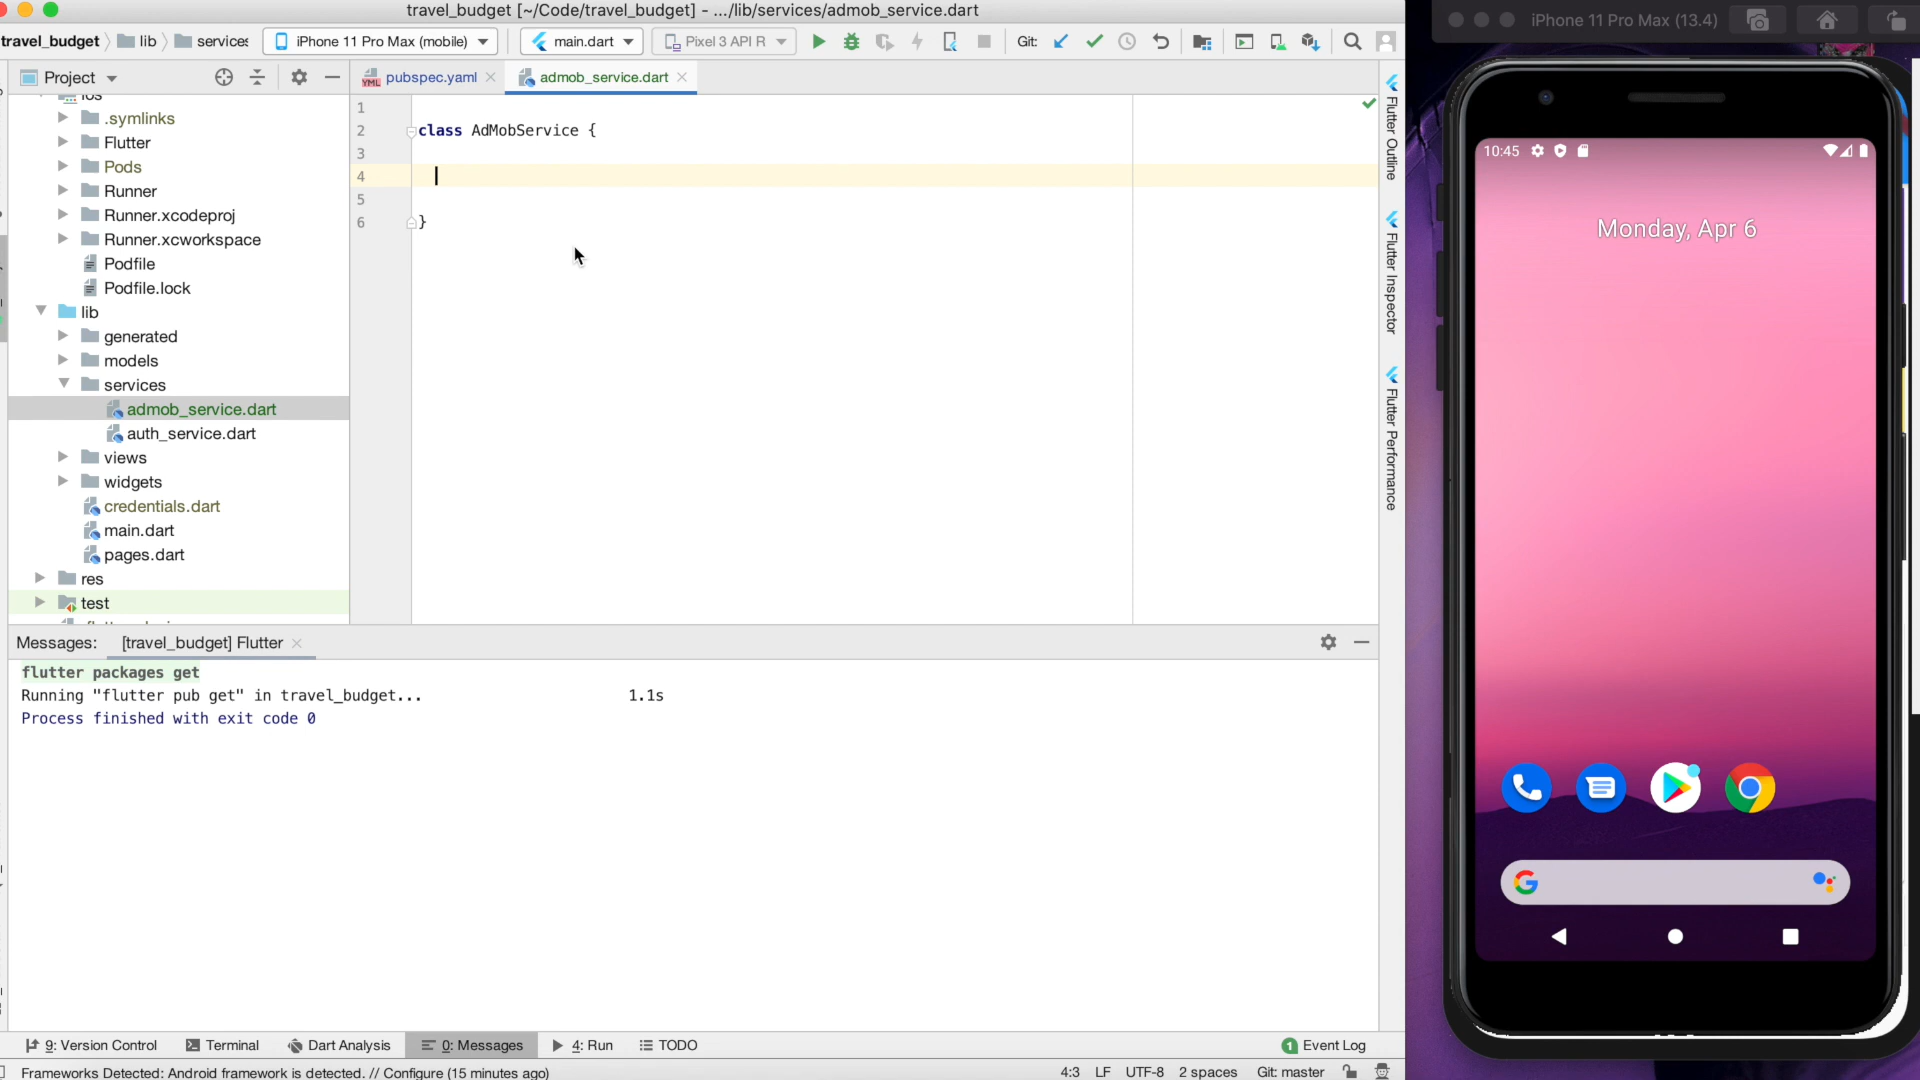 travel_budget [~/Code/travel_budget] - .../lib/services/admob_service.dart
travel_budget lib services iPhone 11 Pro Max (mobile) main.dart Pixel 3 API R Git:
Project pubspec.yaml admob_service.dart
.symlinks
Flutter
Pods
Runner
Runner.xcodeproj
Runner.xcworkspace
Podfile
Podfile.lock
lib
generated
models
services
admob_service.dart
auth_service.dart
views
widgets
credentials.dart
main.dart
pages.dart
res
test
1
2 class AdMobService {
3
4
5
6 }
Flutter Outline
Flutter Inspector
Flutter Performance
Messages: [travel_budget] Flutter
flutter packages get
Running "flutter pub get" in travel_budget... 1.1s
Process finished with exit code 0
9: Version Control Terminal Dart Analysis 0: Messages 4: Run TODO 1 Event Log
Frameworks Detected: Android framework is detected. // Configure (15 minutes ago) 4:3 LF UTF-8 2 spaces Git: master
iPhone 11 Pro Max (13.4)
10:45
Monday, Apr 6